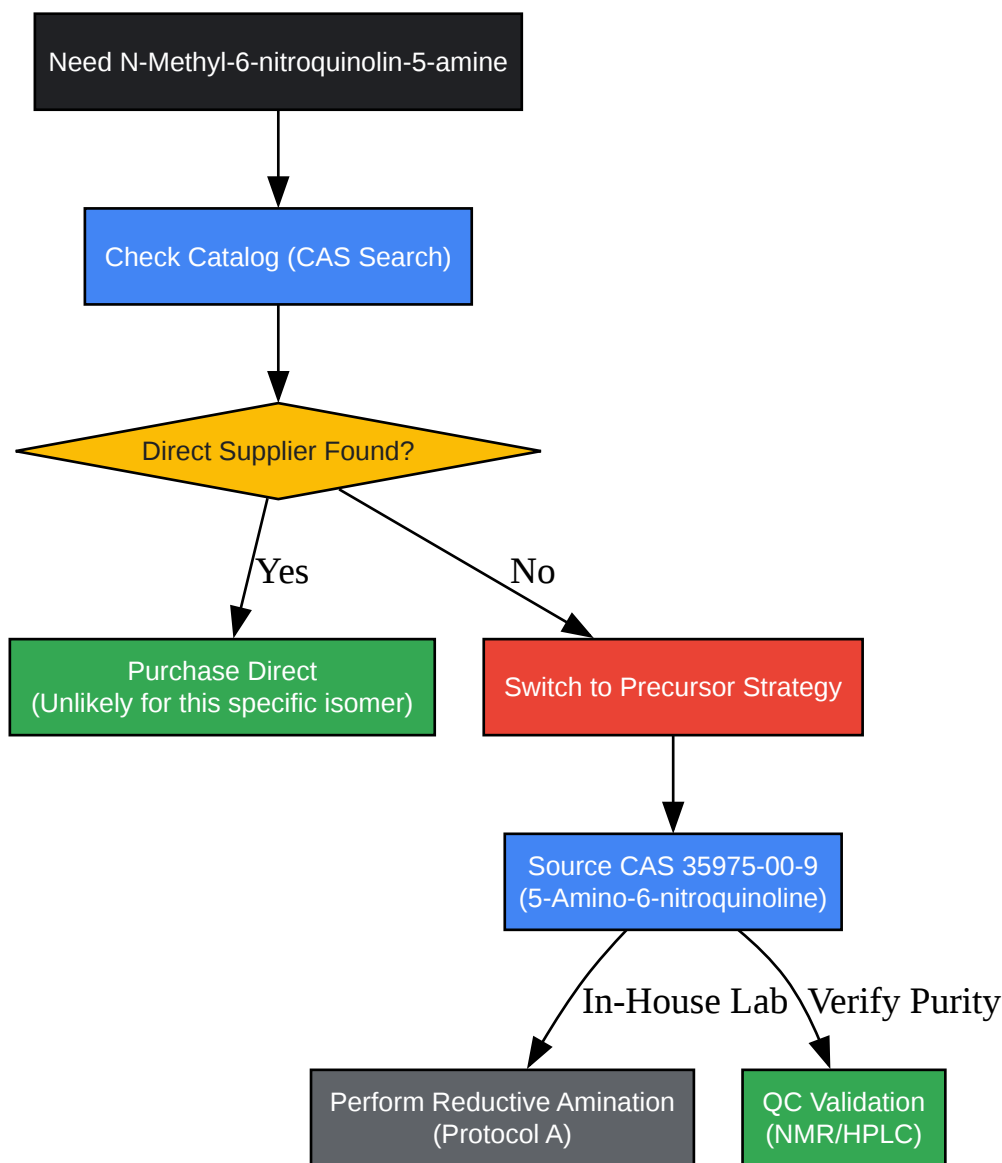 Need N-Methyl-6-nitroquinolin-5-amine
Check Catalog (CAS Search)
Direct Supplier Found?
Yes
No
Purchase Direct
(Unlikely for this specific isomer)
Switch to Precursor Strategy
Source CAS 35975-00-9
(5-Amino-6-nitroquinoline)
In-House Lab
Verify Purity
Perform Reductive Amination
(Protocol A)
QC Validation
(NMR/HPLC)